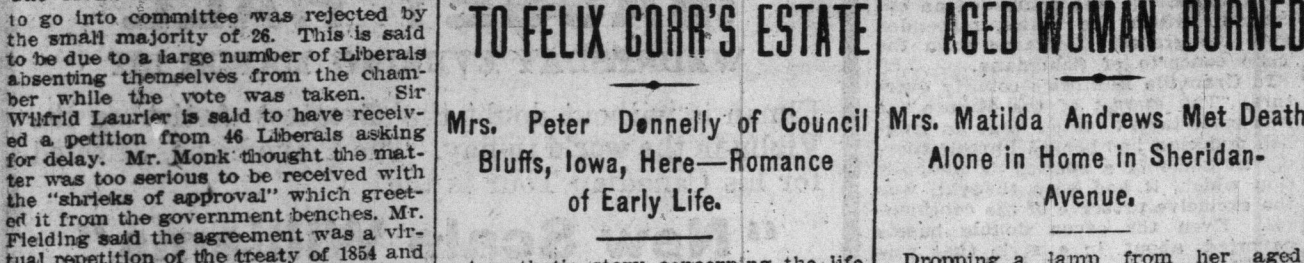 to go into committee was rejected by
the small majority of 26. This is said
to be due to a large number of Liberals
absenting themselves from the cham-
ber while the vote was taken. Sir
Wilfrid Laurier is said to have receiv-
ed a petition from 46 Liberals asking
for delay. Mr. Monk thought the mat-
ter was too serious to be received with
the "shrieks of approval" which greet-
ed it from the government benches. Mr.
Fielding said the agreement was a vir-
tual repetition of the treaty of 1854 and
TO FELIX CORR'S ESTATE
Mrs. Peter Donnelly of Council
Bluffs, Iowa, Here—Romance
of Early Life.
concerning the life
AGED WOMAN BURNED
Mrs. Matilda Andrews Met Death
Alone in Home in Sheridan-
Avenue.
Dropping a lamp from her aged